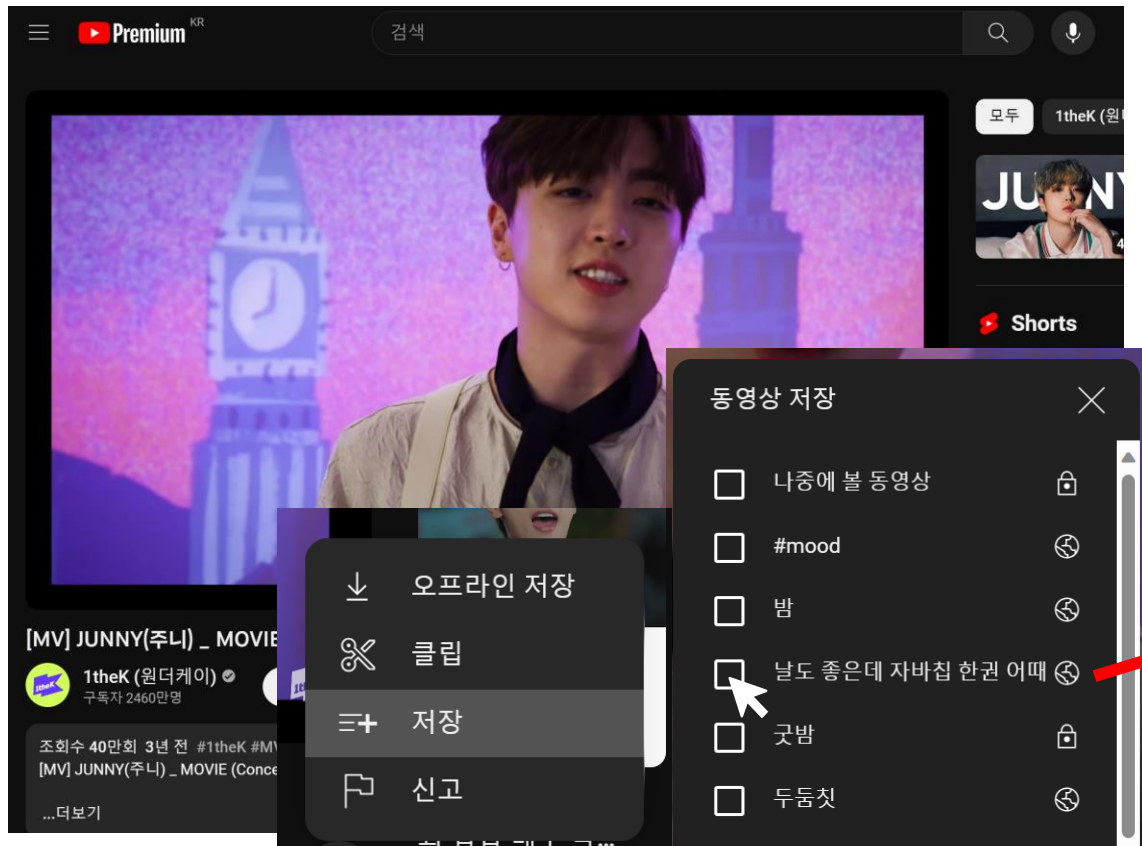 Premium KR
검색
모두
1theK (원
JUNNY
4
Shorts
[MV] JUNNY(주니) _ MOVIE
1theK (원더케이)
구독자 2460만명
조회수 40만회 3년 전 #1theK #M
[MV] JUNNY(주니) _ MOVIE (Conce
...더보기
오프라인 저장
클립
저장
신고
동영상 저장
나중에 볼 동영상
#mood
밤
날도 좋은데 자바칩 한권 어때
굿밤
두둠칫